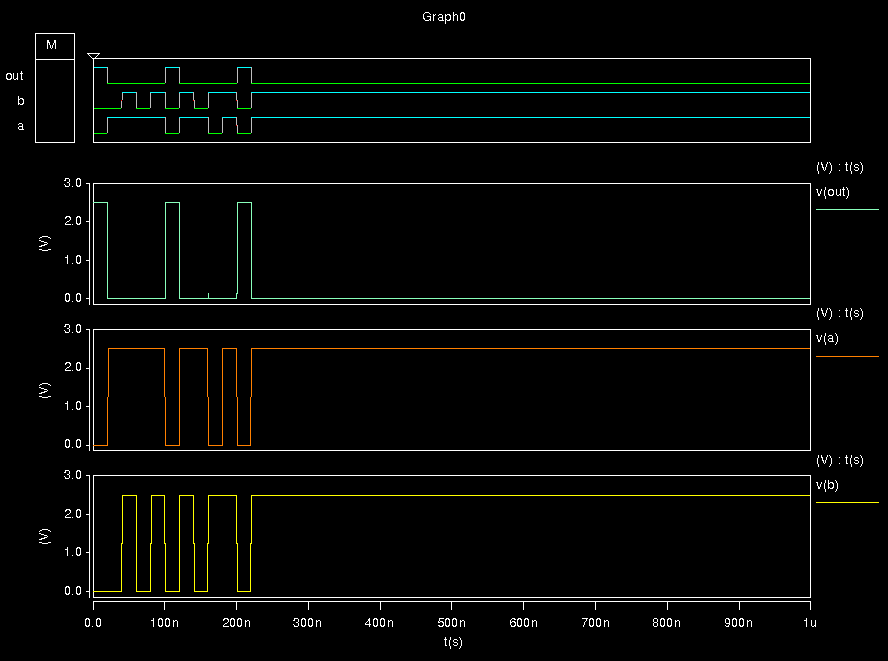 Graph0
M
out
b
a
(V) : t(s)
v(out)
3.0
2.0
1.0
0.0
(V)
(V) : t(s)
v(a)
3.0
2.0
1.0
0.0
(V)
(V) : t(s)
v(b)
3.0
2.0
1.0
0.0
(V)
0.0 100n 200n 300n 400n 500n 600n 700n 800n 900n 1u
t(s)